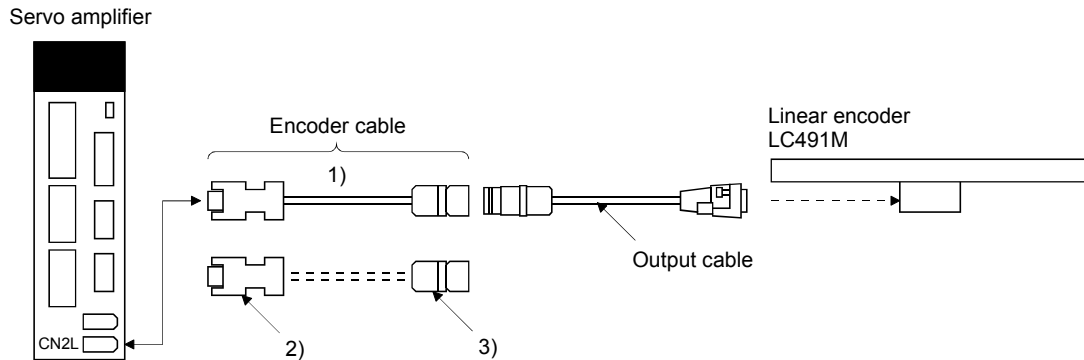 Servo amplifier
Encoder cable
1)
Linear encoder
LC491M
Output cable
CN2L
2)
3)